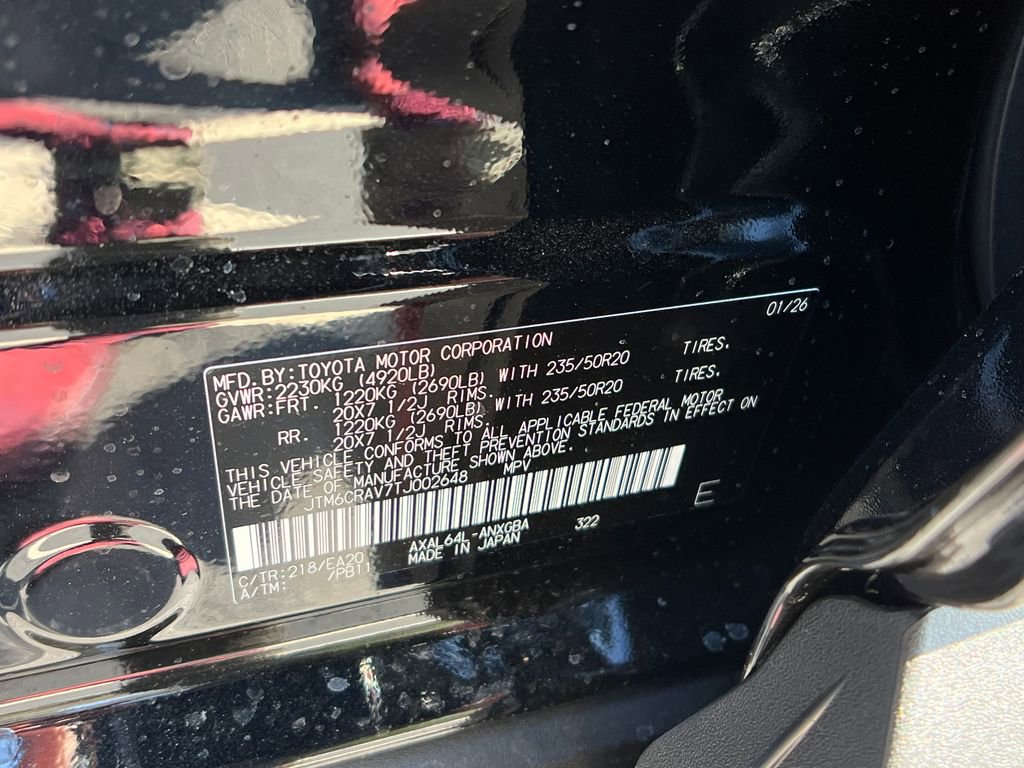 01/26
MFD.BY:TOYOTA MOTOR CORPORATION
GVWR:2230KG (4920LB)
GAWR:FRT. 1220KG (2690LB) WITH 235/50R20 TIRES.
20X7 1/2J RIMS.
RR. 1220KG (2690LB) WITH 235/50R20 TIRES.
20X7 1/2J RIMS.
THIS VEHICLE CONFORMS TO ALL APPLICABLE FEDERAL MOTOR
VEHICLE SAFETY AND THEFT PREVENTION STANDARDS IN EFFECT ON
THE DATE OF MANUFACTURE SHOWN ABOVE.
JTM6CRAV7TJ002648 MPV
E
C/TR:218/EA20 AXAL64L-ANXGBA 322
A/TM: /PB11 MADE IN JAPAN